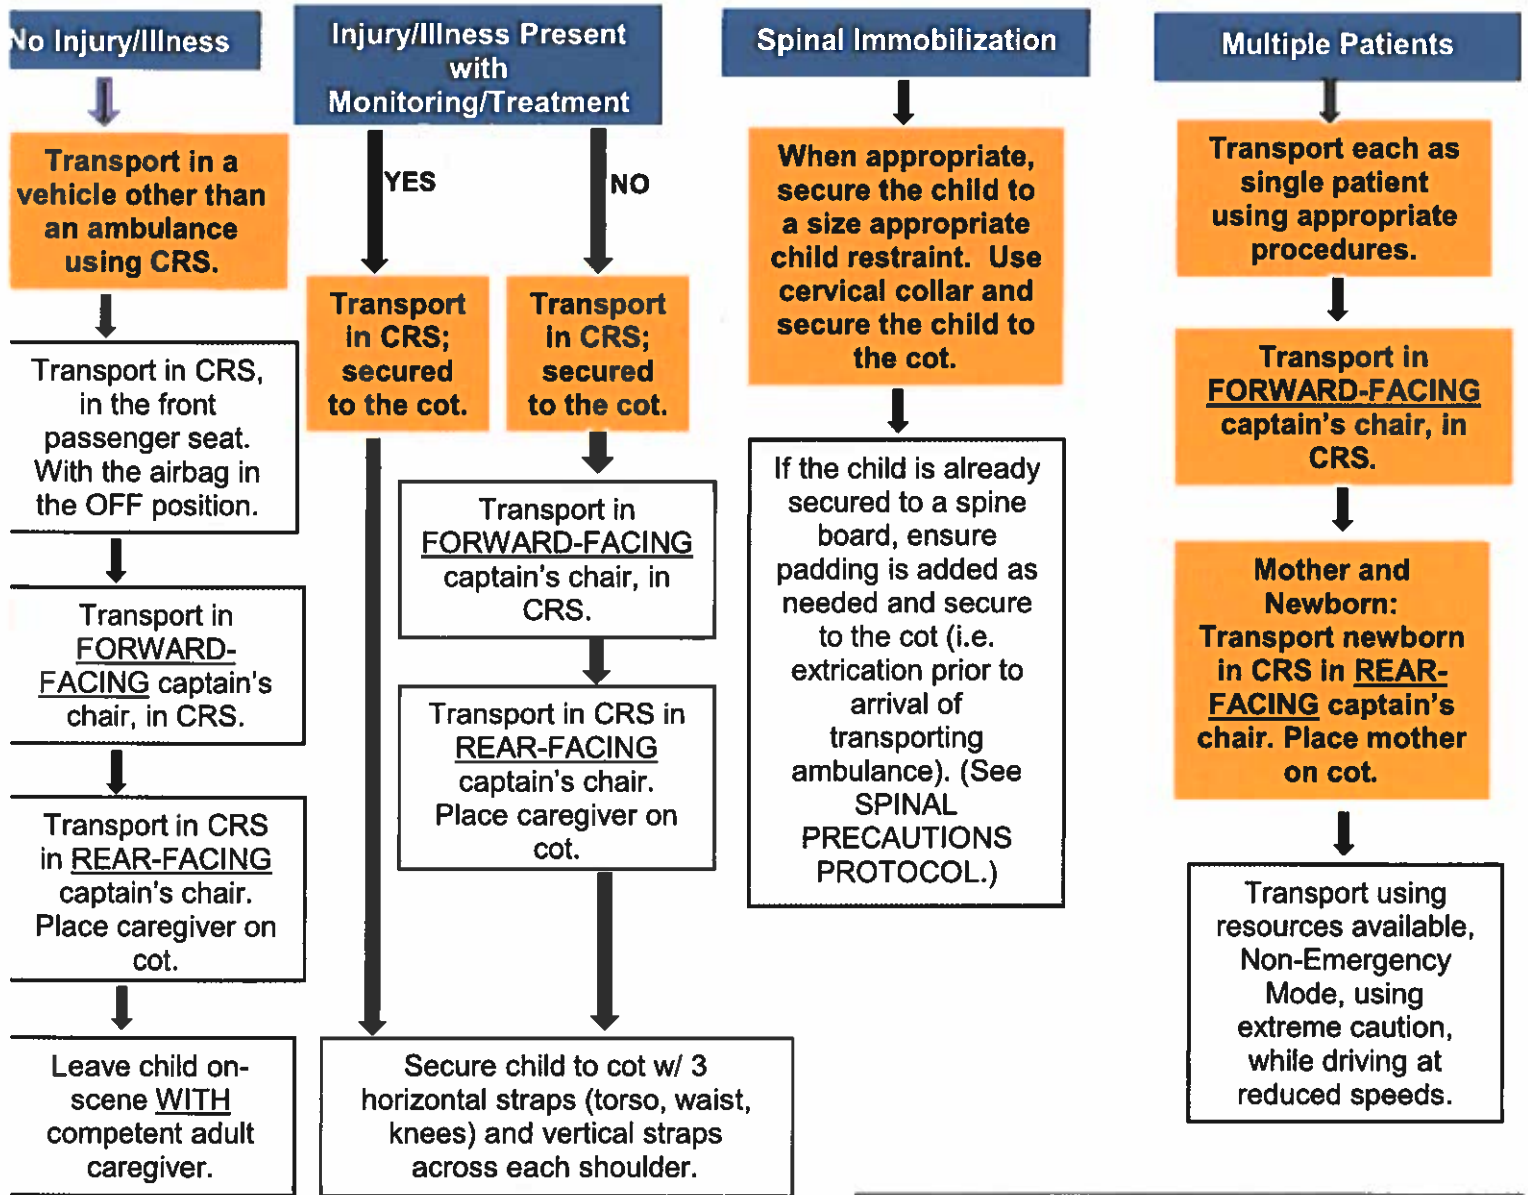 No Injury/Illness
Transport in a
vehicle other than
an ambulance
using CRS.
Transport in CRS,
in the front
passenger seat.
With the airbag in
the OFF position.
Transport in
FORWARD-
FACING captain's
chair, in CRS.
Transport in CRS
in REAR-FACING
captain's chair.
Place caregiver on
cot.
Leave child on-
scene WITH
competent adult
caregiver.
Injury/Illness Present
with
Monitoring/Treatment
YES
NO
Transport
in CRS;
secured
to the cot.
Transport
in CRS;
secured
to the cot.
Transport in
FORWARD-FACING
captain's chair, in
CRS.
Transport in CRS in
REAR-FACING
captain's chair.
Place caregiver on
cot.
Secure child to cot w/ 3
horizontal straps (torso, waist,
knees) and vertical straps
across each shoulder.
Spinal Immobilization
When appropriate,
secure the child to
a size appropriate
child restraint. Use
cervical collar and
secure the child to
the cot.
If the child is already
secured to a spine
board, ensure
padding is added as
needed and secure
to the cot (i.e.
extrication prior to
arrival of
transporting
ambulance). (See
SPINAL
PRECAUTIONS
PROTOCOL.)
Multiple Patients
Transport each as
single patient
using appropriate
procedures.
Transport in
FORWARD-FACING
captain's chair, in
CRS.
Mother and
Newborn:
Transport newborn
in CRS in REAR-
FACING captain's
chair. Place mother
on cot.
Transport using
resources available,
Non-Emergency
Mode, using
extreme caution,
while driving at
reduced speeds.